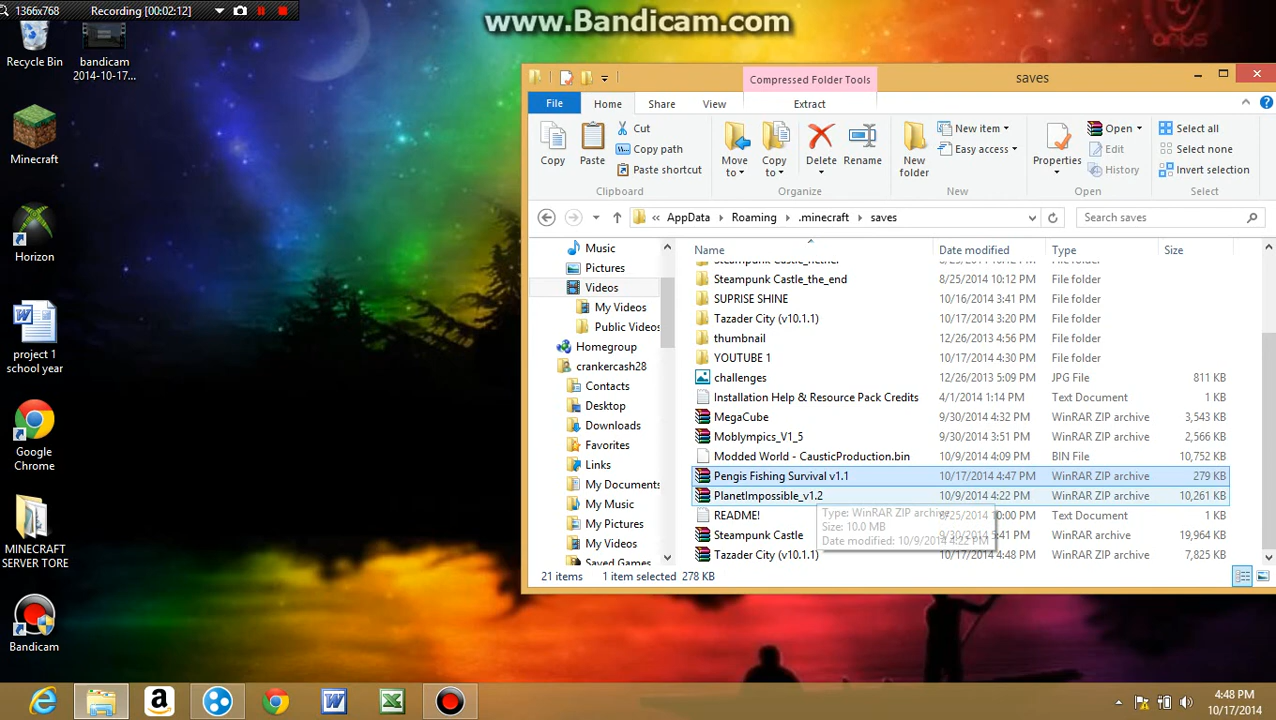 1366x768 Recording [00:02:12]
www.Bandicam.com
arts
Recycle Bin
bandicam
2014-10-17...
Minecraft
Horizon
project 1
school year
Google
Chrome
MINECRAFT
SERVER TORE
Bandicam
Compressed Folder Tools
saves
File
Home
Share
View
Extract
Copy
Paste
Cut
Copy path
Paste shortcut
Clipboard
Move
to
Copy
to
Delete
Rename
Organize
New
folder
New item
Easy access
New
Properties
Open
Edit
History
Open
Select all
Select none
Invert selection
Select
AppData
Roaming
.minecraft
saves
Search saves
Music
Pictures
Videos
My Videos
Public Videos
Homegroup
crankercash28
Contacts
Desktop
Downloads
Favorites
Links
My Documents
My Music
My Pictures
My Videos
Saved Games
Name Date modified Type Size
Steampunk Castle_nether 8/25/2014 10:12 PM File folder
Steampunk Castle_the_end 8/25/2014 10:12 PM File folder
SUPRISE SHINE 10/16/2014 3:41 PM File folder
Tazader City (v10.1.1) 10/17/2014 3:20 PM File folder
thumbnail 12/26/2013 4:56 PM File folder
YOUTUBE 1 10/17/2014 4:30 PM File folder
challenges 12/26/2013 5:09 PM JPG File 811 KB
Installation Help & Resource Pack Credits 4/1/2014 1:14 PM Text Document 1 KB
MegaCube 9/30/2014 4:32 PM WinRAR ZIP archive 3,543 KB
Moblympics_V1_5 9/30/2014 3:51 PM WinRAR ZIP archive 2,566 KB
Modded World - CausticProduction.bin 10/9/2014 4:09 PM BIN File 10,752 KB
Pengis Fishing Survival v1.1 10/17/2014 4:47 PM WinRAR ZIP archive 279 KB
PlanetImpossible_v1.2 10/9/2014 4:22 PM WinRAR ZIP archive 10,261 KB
README! 8/25/2014 10:00 PM Text Document 1 KB
Steampunk Castle 9/30/2014 3:41 PM WinRAR archive 19,964 KB
Tazader City (v10.1.1) 10/17/2014 4:48 PM WinRAR ZIP archive 7,825 KB
Type: WinRAR ZIP archive
Size: 10.0 MB
Date modified: 10/9/2014 4:22 PM
21 items 1 item selected 278 KB
4:48 PM
10/17/2014